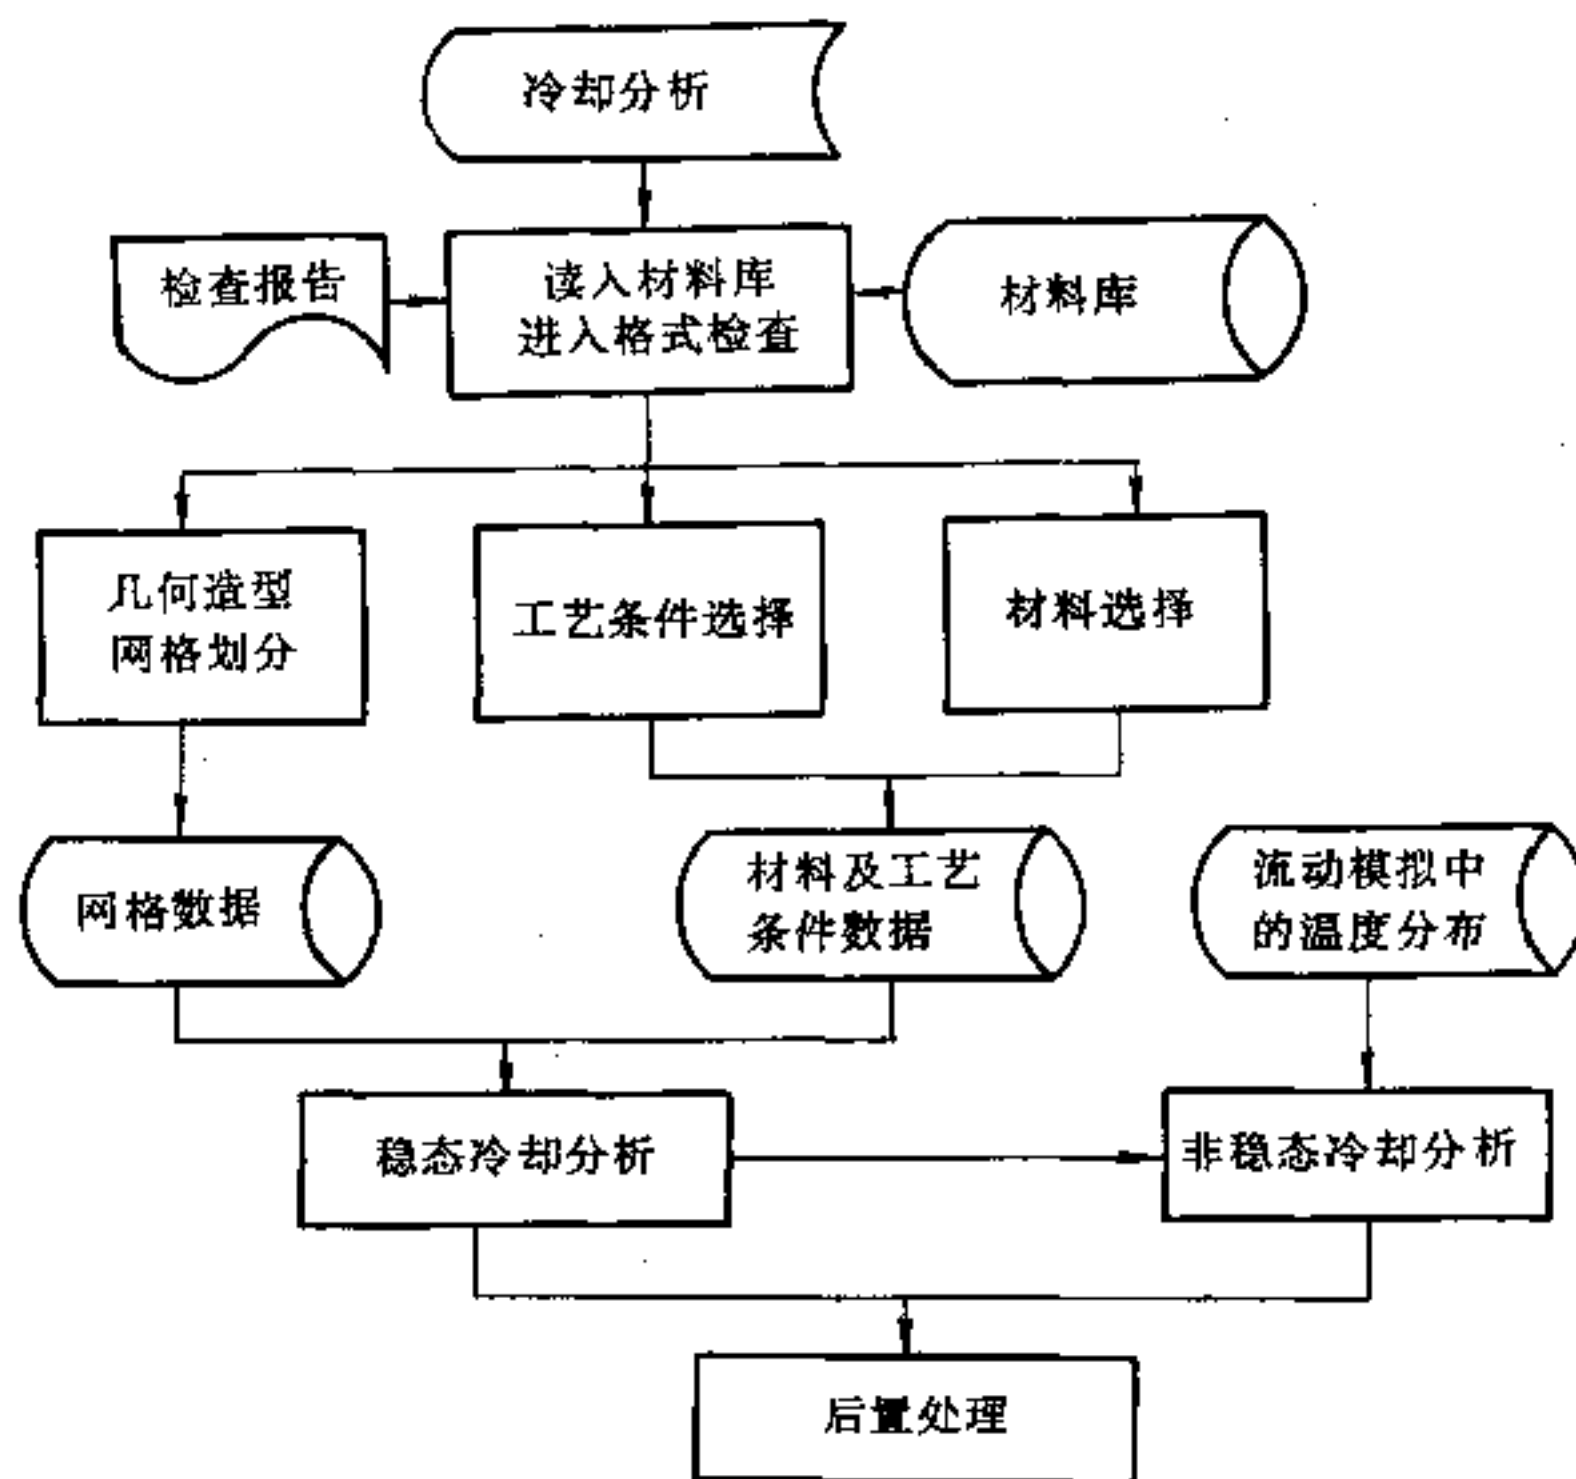 冷却分析
检查报告
读入材料库
进入格式检查
材料库
几何造型
网格划分
工艺条件选择
材料选择
网格数据
材料及工艺
条件数据
流动模拟中
的温度分布
稳态冷却分析
非稳态冷却分析
后置处理